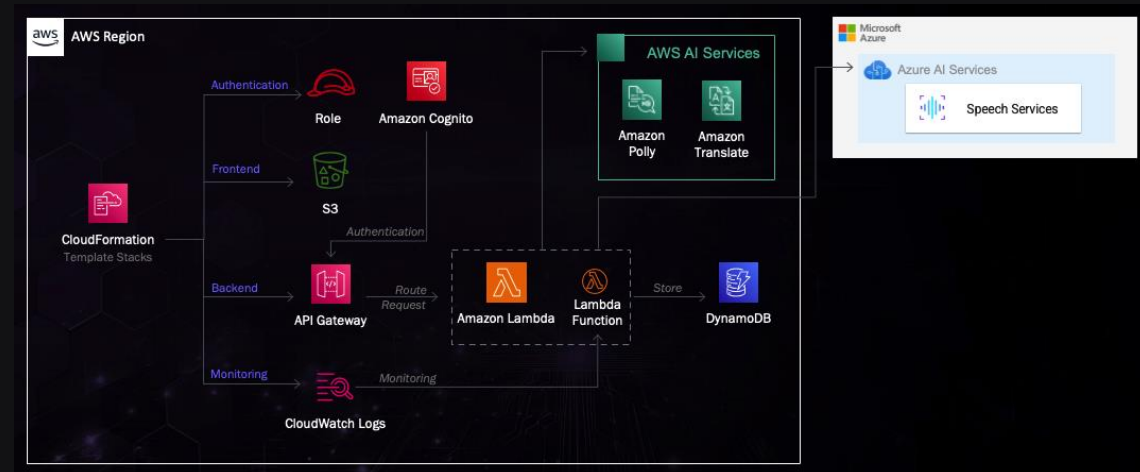 aws
AWS Region
Microsoft
Azure
Azure AI Services
Speech Services
AWS AI Services
Amazon
Polly
Amazon
Translate
Authentication
Role
Amazon Cognito
Frontend
S3
CloudFormation
Template Stacks
Authentication
Backend
API Gateway
Route
Request
Amazon Lambda
Lambda
Function
Store
DynamoDB
Monitoring
Monitoring
CloudWatch Logs